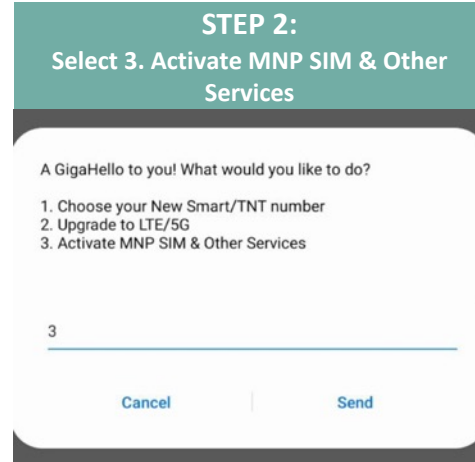 STEP 2:
Select 3. Activate MNP SIM & Other
Services
A GigaHello to you! What would you like to do?
1. Choose your New Smart/TNT number
2. Upgrade to LTE/5G
3. Activate MNP SIM & Other Services
3
Cancel
Send